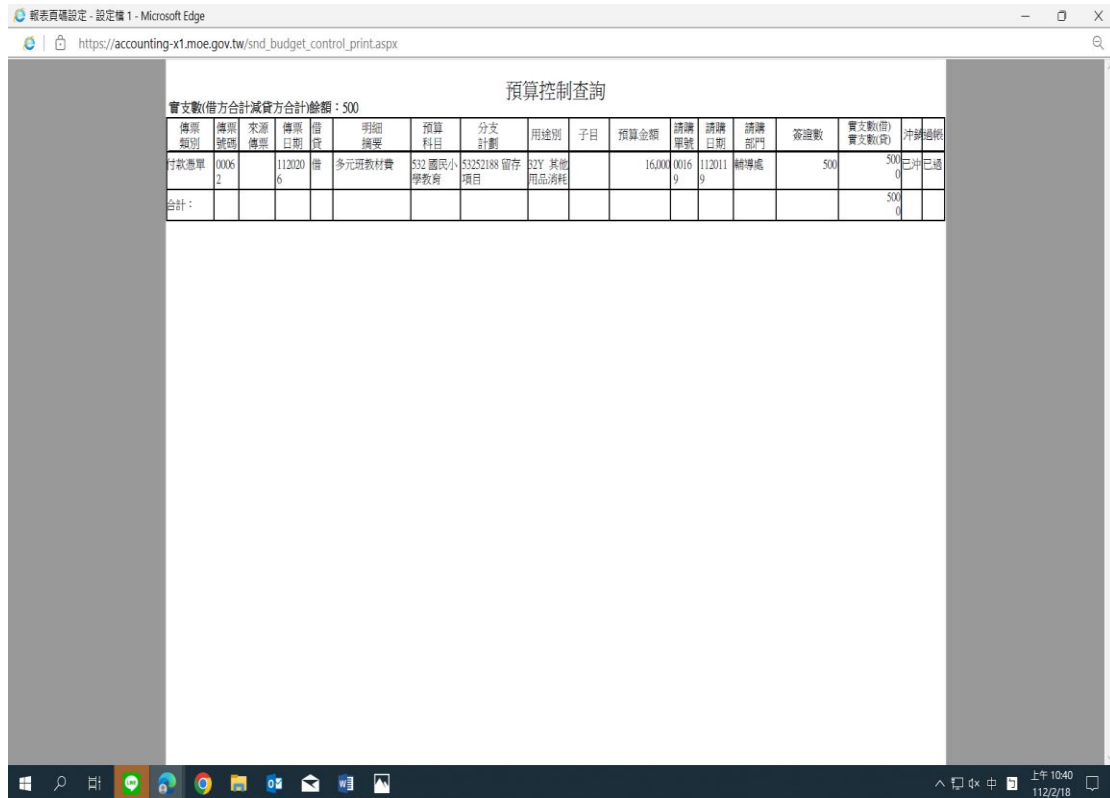 報表頁碼設定 - 設定檔 1 - Microsoft Edge
https://accounting-x1.moe.gov.tw/snd_budget_control_print.aspx
預算控制查詢
實支數(借方合計減貸方合計)餘額：500
傳票類別 傳票號碼 來源傳票 傳票日期 借貸 明細摘要 預算科目 分支計劃 用途別 子目 預算金額 請購單號 請購日期 請購部門 簽證數 實支數(借) 實支數(貸) 沖銷 過帳
付款憑單 00062 1120206 借 多元班教材費 532 國民小學教育 53252188 留存項目 32Y 其他用品消耗 16,000 00169 1120119 輔導處 500 500 0 已沖 已過
合計： 500 0
上午 10:40
112/2/18